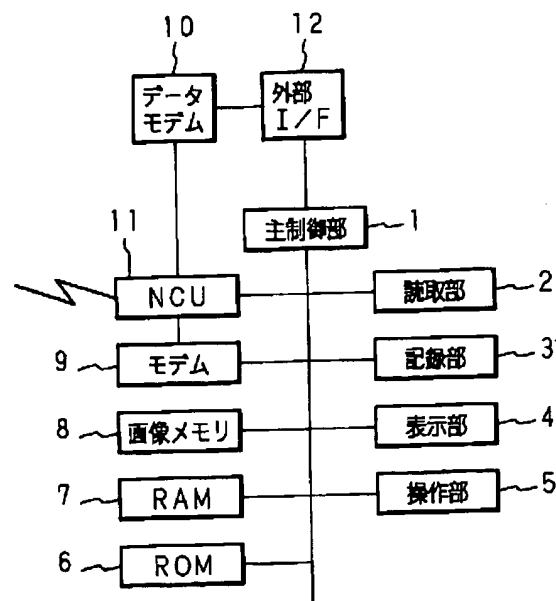 10
12
データ
モデム
外部
I/F
主制御部
1
11
NCU
読取部
2
9
モデム
記録部
3
8
画像メモリ
表示部
4
7
RAM
操作部
5
6
ROM